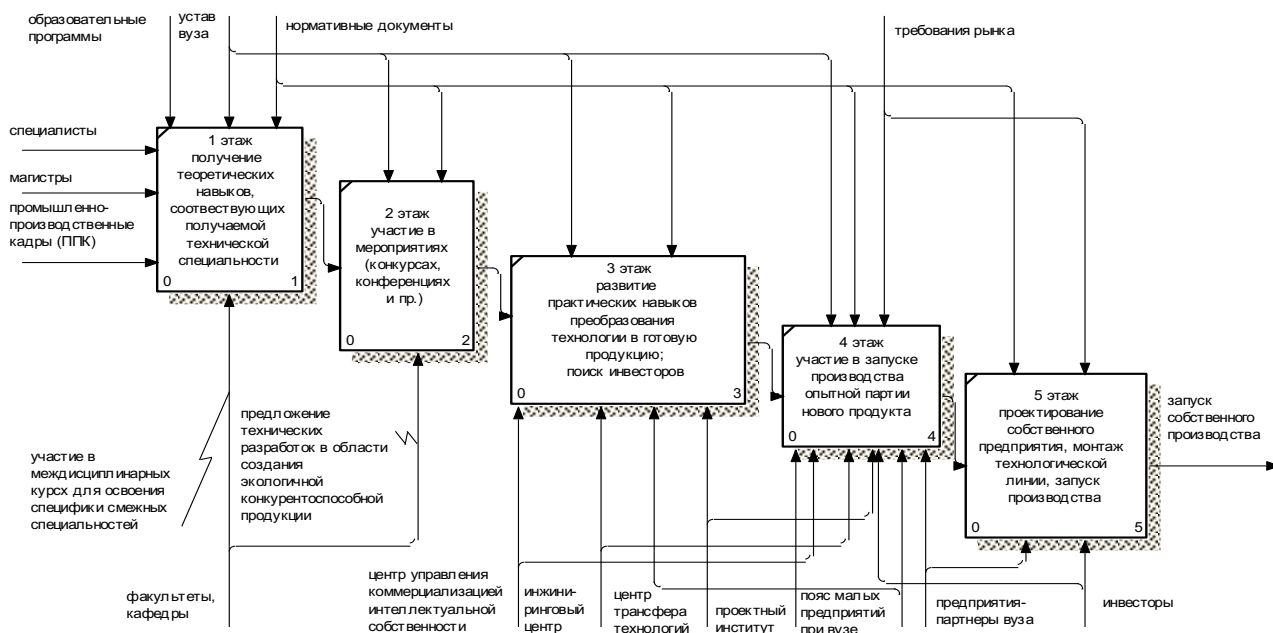 образовательные
программы
устав
вуза
нормативные документы
требования рынка
специалисты
магистры
промышленно-
производственные
кадры (ППК)
1 этаж
получение
теоретических
навыков,
соотвествующих
получаемой
технической
специальности
0
1
2 этаж
участие в
мероприятиях
(конкурсах,
конференциях
и пр.)
0
2
3 этаж
развитие
практических навыков
преобразования
технологии в готовую
продукцию;
поиск инвесторов
0
3
4 этаж
участие в запуске
производства
опытной партии
нового продукта
0
4
5 этаж
проектирование
собственного
предприятия, монтаж
технологической
линии, запуск
производства
0
5
запуск
собственного
производства
участие в
междисциплинарных
курсх для освоения
специфики смежных
специальностей
предложение
технических
разработок в области
создания
экологичной
конкурентоспособной
продукции
факультеты,
кафедры
центр управления
коммерциализацией
интеллектуальной
собственности
инжини-
ринговый
центр
центр
трансфера
технологий
проектный
институт
пояс малых
предприятий
при вузе
предприятия-
партнеры вуза
инвесторы